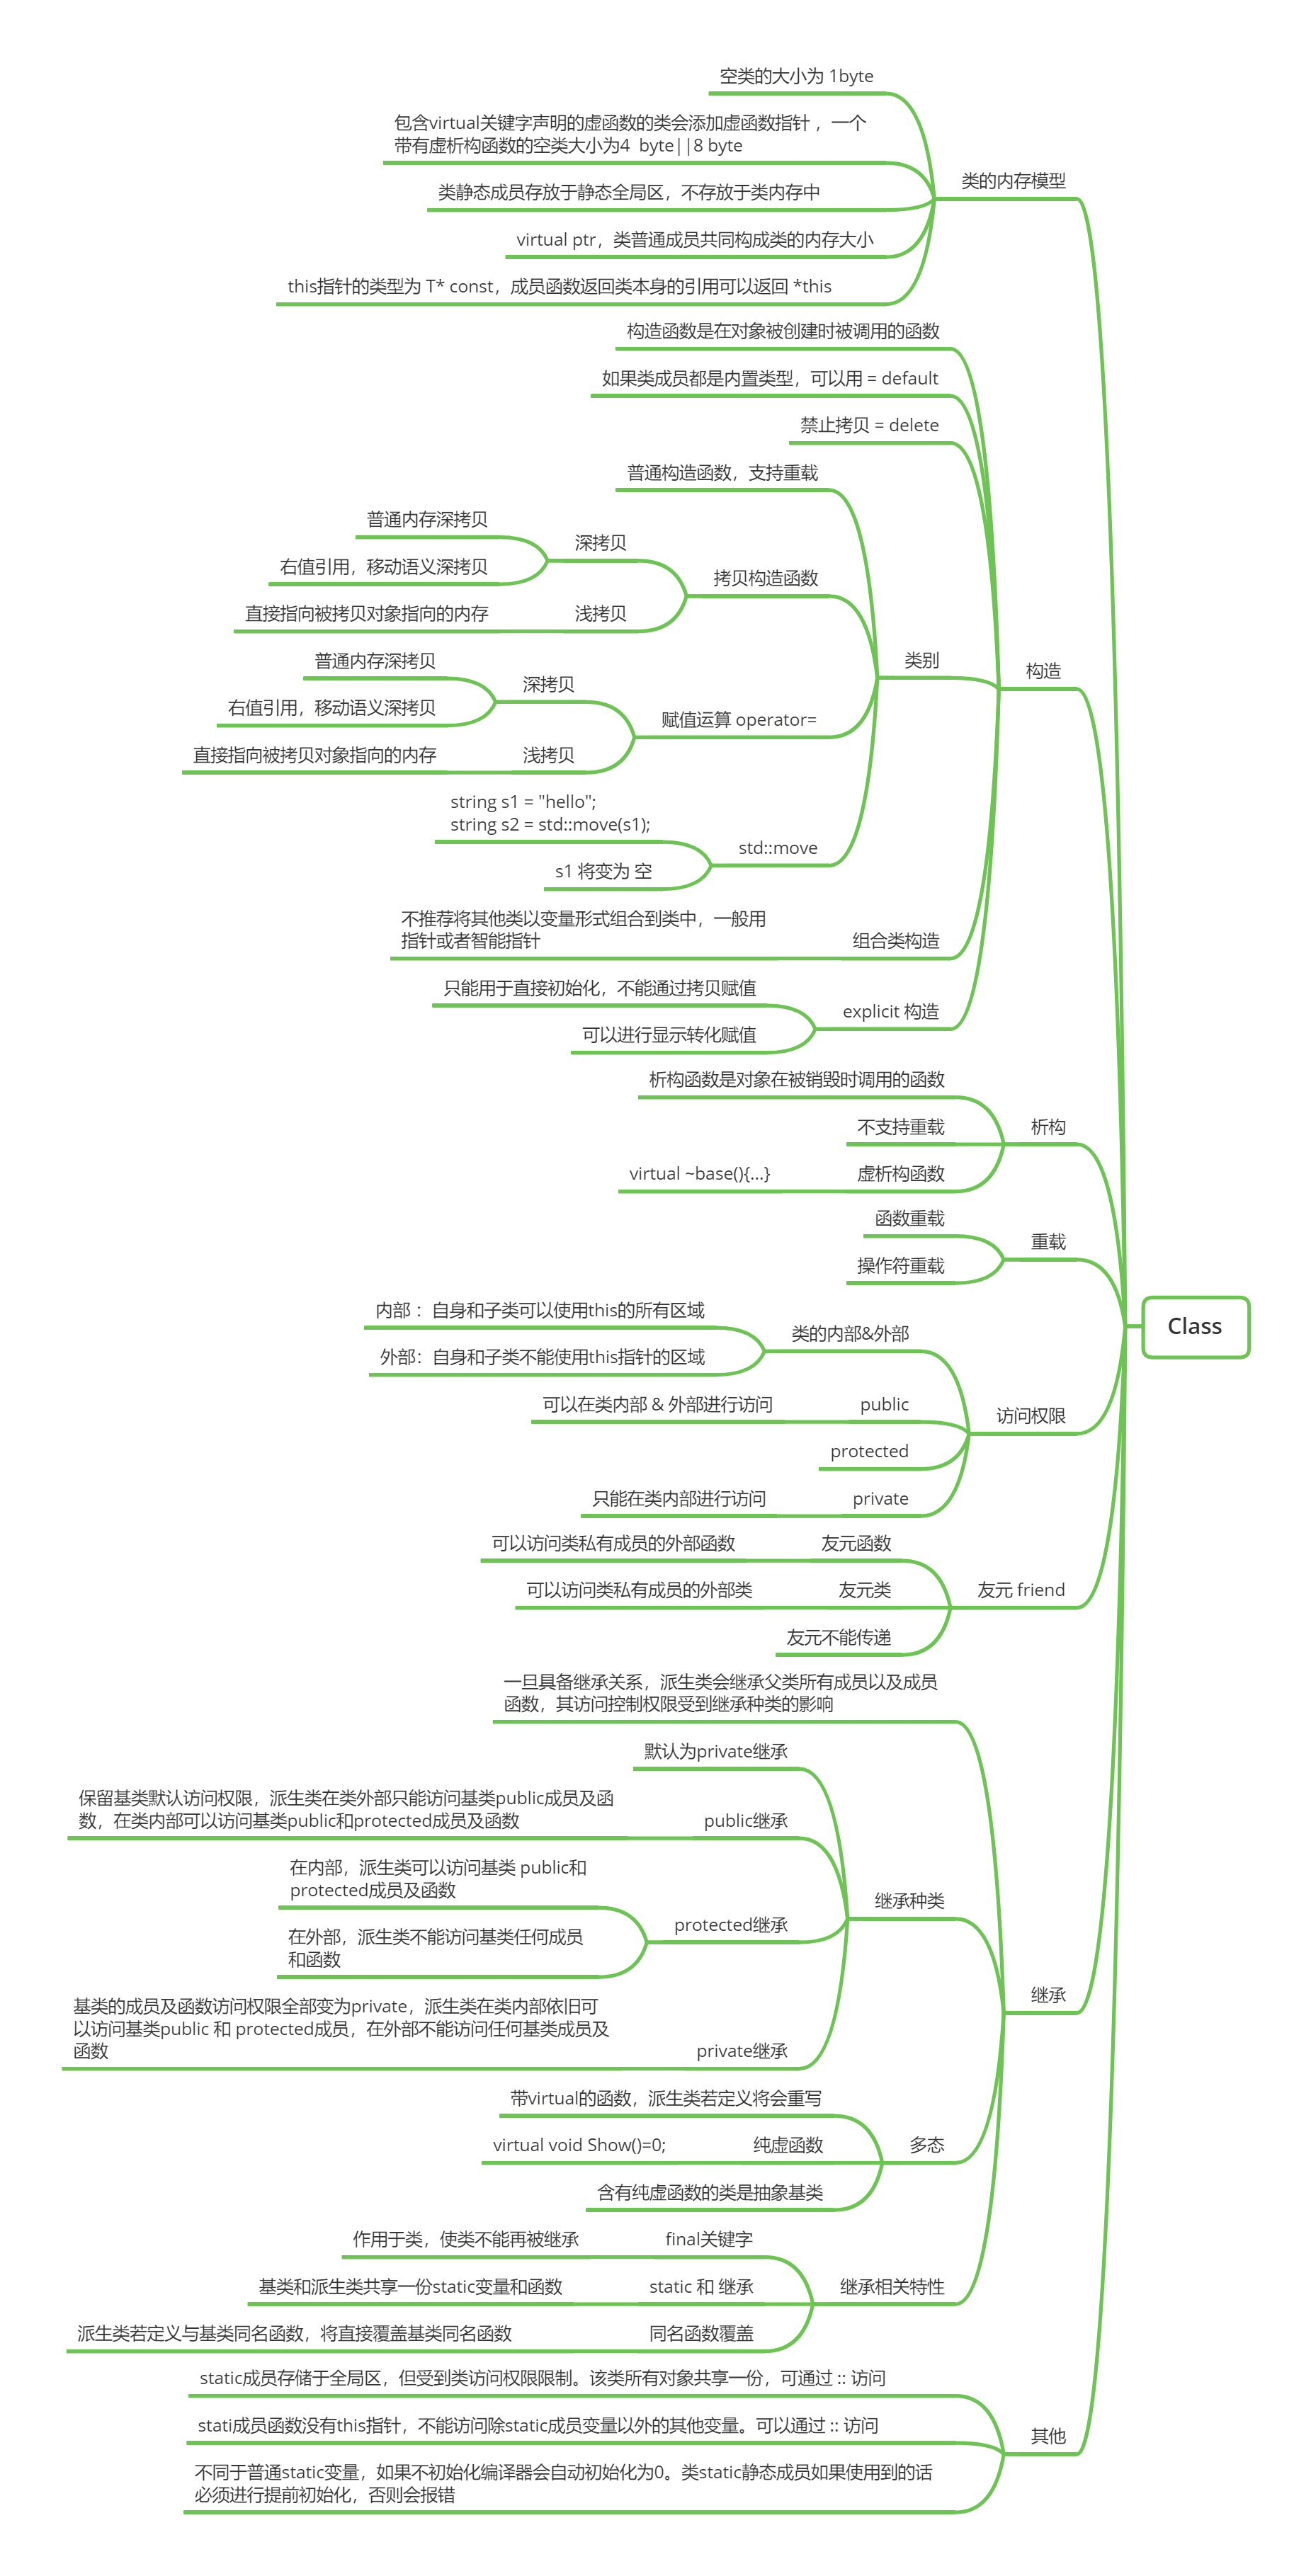 空类的大小为 1byte
包含virtual关键字声明的虚函数的类会添加虚函数指针 ，一个
带有虚析构函数的空类大小为4  byte||8 byte
类静态成员存放于静态全局区，不存放于类内存中
virtual ptr，类普通成员共同构成类的内存大小
this指针的类型为 T* const，成员函数返回类本身的引用可以返回 *this
类的内存模型
构造函数是在对象被创建时被调用的函数
如果类成员都是内置类型，可以用 = default
禁止拷贝 = delete
普通构造函数，支持重载
普通内存深拷贝
右值引用，移动语义深拷贝
深拷贝
直接指向被拷贝对象指向的内存
浅拷贝
拷贝构造函数
普通内存深拷贝
右值引用，移动语义深拷贝
深拷贝
直接指向被拷贝对象指向的内存
浅拷贝
赋值运算 operator=
string s1 = "hello";
string s2 = std::move(s1);
s1 将变为 空
std::move
类别
不推荐将其他类以变量形式组合到类中，一般用
指针或者智能指针
组合类构造
只能用于直接初始化，不能通过拷贝赋值
可以进行显示转化赋值
explicit 构造
构造
析构函数是对象在被销毁时调用的函数
不支持重载
virtual ~base(){...}
虚析构函数
析构
函数重载
操作符重载
重载
Class
内部 ：自身和子类可以使用this的所有区域
外部：自身和子类不能使用this指针的区域
类的内部&外部
可以在类内部 & 外部进行访问
public
protected
只能在类内部进行访问
private
访问权限
可以访问类私有成员的外部函数
友元函数
可以访问类私有成员的外部类
友元类
友元不能传递
友元 friend
一旦具备继承关系，派生类会继承父类所有成员以及成员
函数，其访问控制权限受到继承种类的影响
默认为private继承
保留基类默认访问权限，派生类在类外部只能访问基类public成员及函
数，在类内部可以访问基类public和protected成员及函数
public继承
在内部，派生类可以访问基类 public和
protected成员及函数
在外部，派生类不能访问基类任何成员
和函数
protected继承
基类的成员及函数访问权限全部变为private，派生类在类内部依旧可
以访问基类public 和 protected成员，在外部不能访问任何基类成员及
函数
private继承
继承种类
带virtual的函数，派生类若定义将会重写
virtual void Show()=0;
纯虚函数
含有纯虚函数的类是抽象基类
多态
作用于类，使类不能再被继承
final关键字
基类和派生类共享一份static变量和函数
static 和 继承
派生类若定义与基类同名函数，将直接覆盖基类同名函数
同名函数覆盖
继承相关特性
继承
static成员存储于全局区，但受到类访问权限限制。该类所有对象共享一份，可通过 :: 访问
stati成员函数没有this指针，不能访问除static成员变量以外的其他变量。可以通过 :: 访问
不同于普通static变量，如果不初始化编译器会自动初始化为0。类static静态成员如果使用到的话
必须进行提前初始化，否则会报错
其他